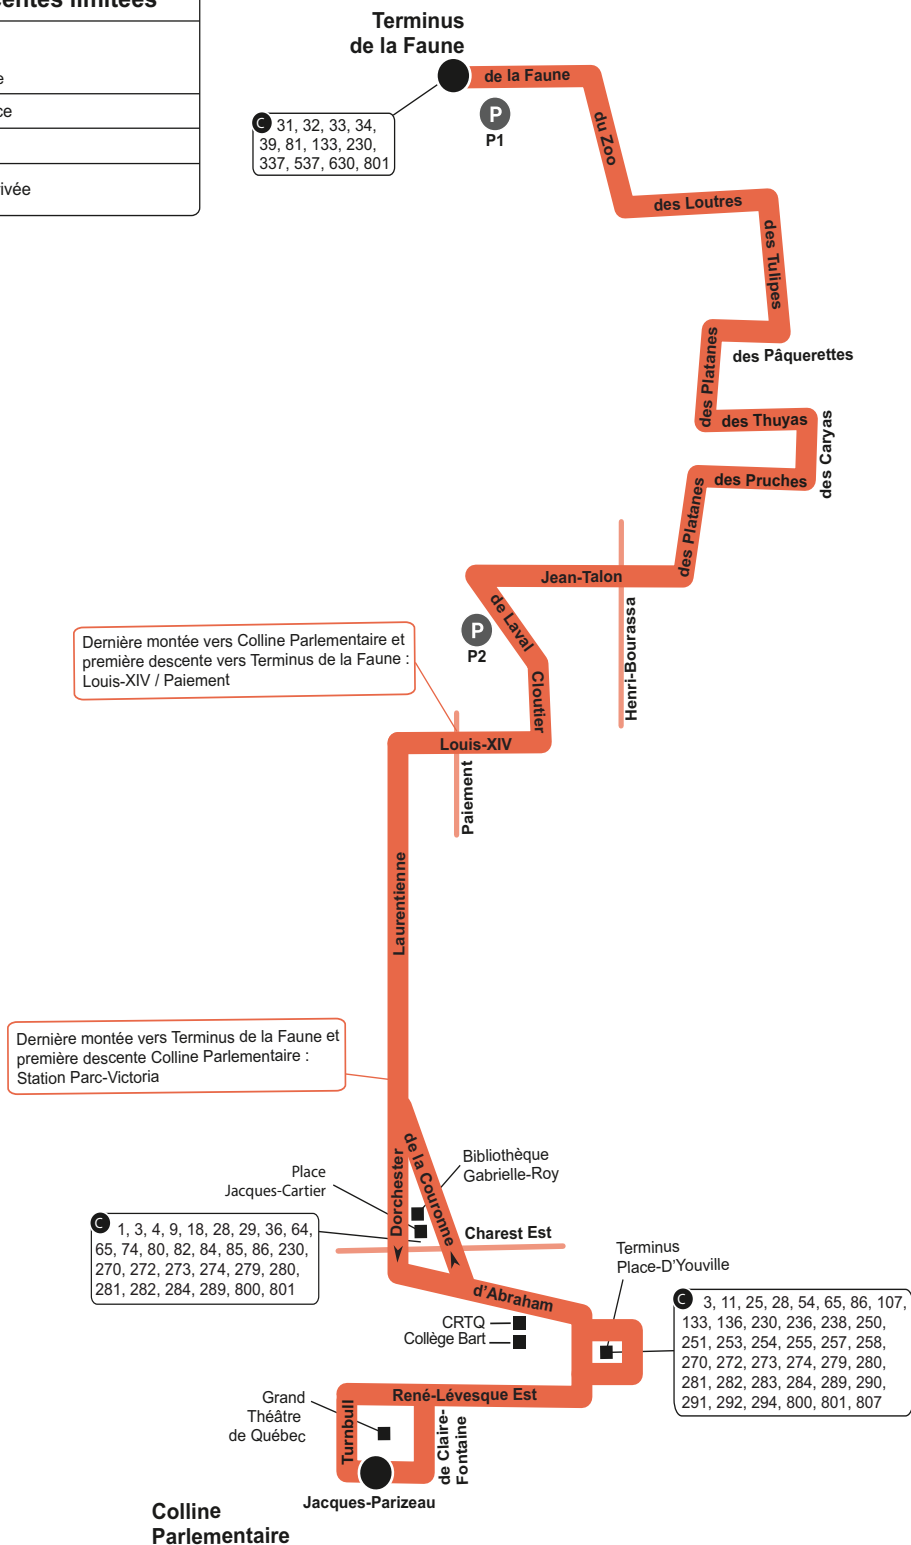 limitées
Terminus
de la Faune
de la Faune
P
P1
C 31, 32, 33, 34,
39, 81, 133, 230,
337, 537, 630, 801
du Zoo
des Loutres
des Tulipes
des Pâquerettes
des Platanes
des Thuyas
des Caryas
des Pruches
des Platanes
Jean-Talon
Henri-Bourassa
de Laval
P
P2
Cloutier
Dernière montée vers Colline Parlementaire et
première descente vers Terminus de la Faune :
Louis-XIV / Paiement
Louis-XIV
Paiement
Laurentienne
Dernière montée vers Terminus de la Faune et
première descente Colline Parlementaire :
Station Parc-Victoria
Dorchester
de la Couronne
Bibliothèque
Gabrielle-Roy
Place
Jacques-Cartier
C 1, 3, 4, 9, 18, 28, 29, 36, 64,
65, 74, 80, 82, 84, 85, 86, 230,
270, 272, 273, 274, 279, 280,
281, 282, 284, 289, 800, 801
Charest Est
d'Abraham
Terminus
Place-D'Youville
C 3, 11, 25, 28, 54, 65, 86, 107,
133, 136, 230, 236, 238, 250,
251, 253, 254, 255, 257, 258,
270, 272, 273, 274, 279, 280,
281, 282, 283, 284, 289, 290,
291, 292, 294, 800, 801, 807
CRTQ
Collège Bart
René-Lévesque Est
Grand
Théâtre
de Québec
Turnbull
de Claire-
Fontaine
Jacques-Parizeau
Colline
Parlementaire